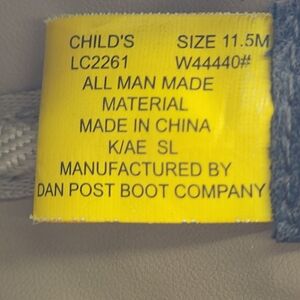 CHILD'S SIZE 11.5M
LC2261 W44440#
ALL MAN MADE
MATERIAL
MADE IN CHINA
K/AE SL
MANUFACTURED BY
DAN POST BOOT COMPANY